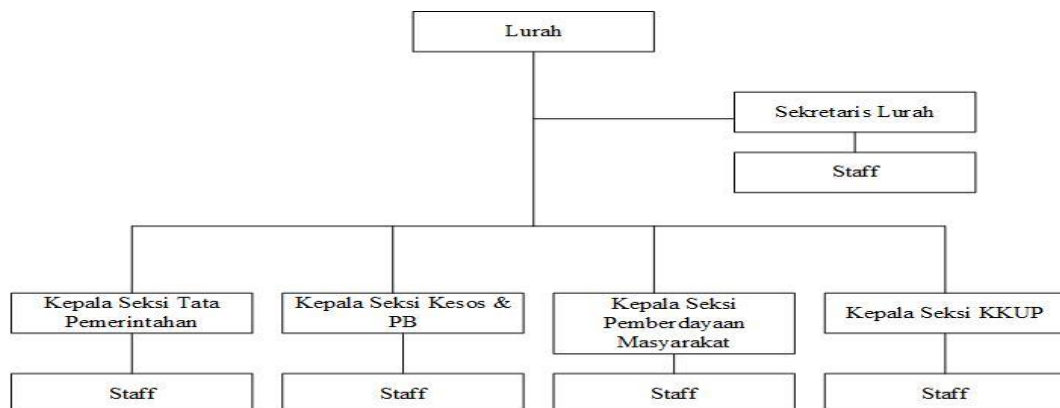 Lurah
Sekretaris Lurah
Staff
Kepala Seksi Tata
Pemerintahan
Kepala Seksi Kesos &
PB
Kepala Seksi
Pemberdayaan
Masyarakat
Kepala Seksi KKUP
Staff
Staff
Staff
Staff